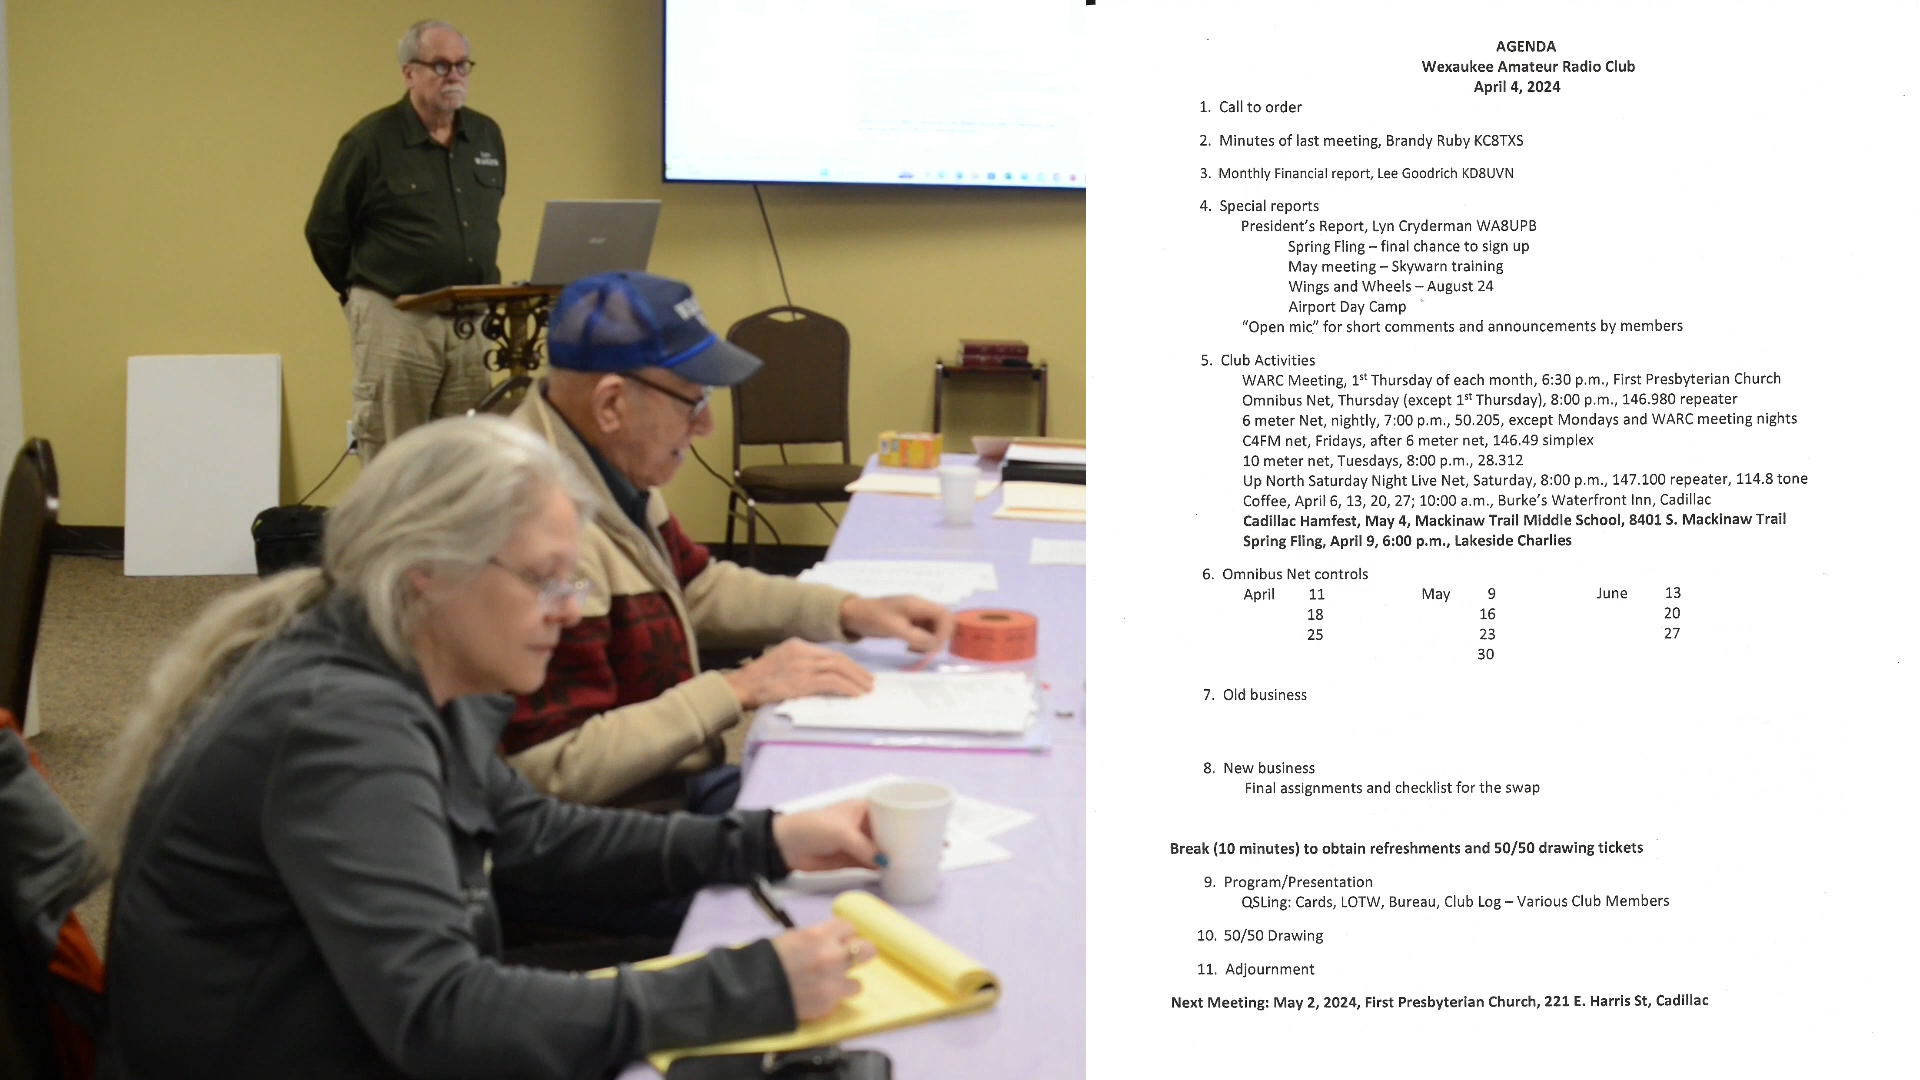 AGENDA
Wexaukee Amateur Radio Club
April 4, 2024
1. Call to order
2. Minutes of last meeting, Brandy Ruby KC8TXS
3. Monthly Financial report, Lee Goodrich KD8UVN
4. Special reports
President's Report, Lyn Cryderman WA8UPB
Spring Fling – final chance to sign up
May meeting – Skywarn training
Wings and Wheels – August 24
Airport Day Camp
"Open mic" for short comments and announcements by members
5. Club Activities
WARC Meeting, 1st Thursday of each month, 6:30 p.m., First Presbyterian Church
Omnibus Net, Thursday (except 1st Thursday), 8:00 p.m., 146.980 repeater
6 meter Net, nightly, 7:00 p.m., 50.205, except Mondays and WARC meeting nights
C4FM net, Fridays, after 6 meter net, 146.49 simplex
10 meter net, Tuesdays, 8:00 p.m., 28.312
Up North Saturday Night Live Net, Saturday, 8:00 p.m., 147.100 repeater, 114.8 tone
Coffee, April 6, 13, 20, 27; 10:00 a.m., Burke's Waterfront Inn, Cadillac
Cadillac Hamfest, May 4, Mackinaw Trail Middle School, 8401 S. Mackinaw Trail
Spring Fling, April 9, 6:00 p.m., Lakeside Charlies
6. Omnibus Net controls
April 11 May 9 June 13
18 16 20
25 23 27
30
7. Old business
8. New business
Final assignments and checklist for the swap
Break (10 minutes) to obtain refreshments and 50/50 drawing tickets
9. Program/Presentation
QSLing: Cards, LOTW, Bureau, Club Log – Various Club Members
10. 50/50 Drawing
11. Adjournment
Next Meeting: May 2, 2024, First Presbyterian Church, 221 E. Harris St, Cadillac